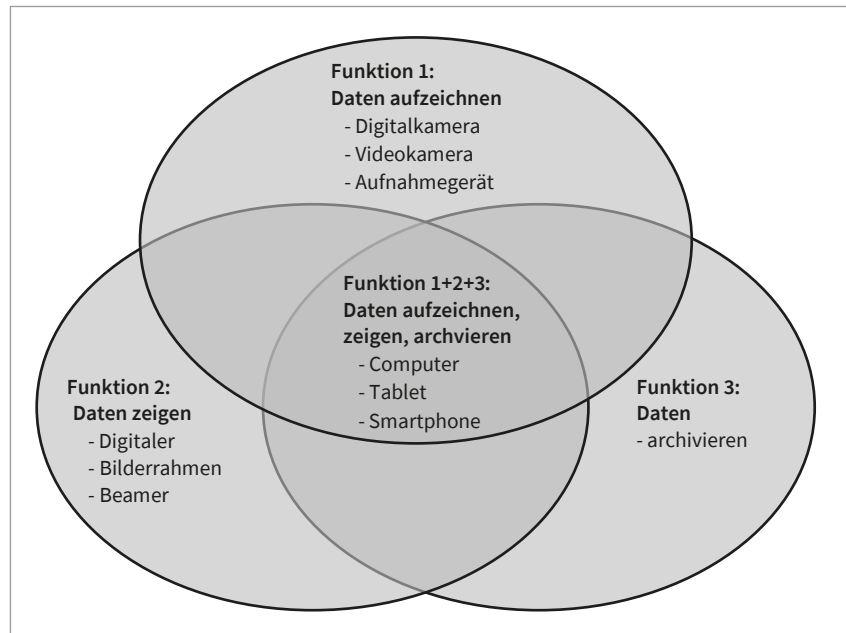 Funktion 1:
Daten aufzeichnen
- Digitalkamera
- Videokamera
- Aufnahmegerät
Funktion 1+2+3:
Daten aufzeichnen,
zeigen, archvieren
- Computer
- Tablet
- Smartphone
Funktion 2:
Daten zeigen
- Digitaler
- Bilderrahmen
- Beamer
Funktion 3:
Daten
- archivieren